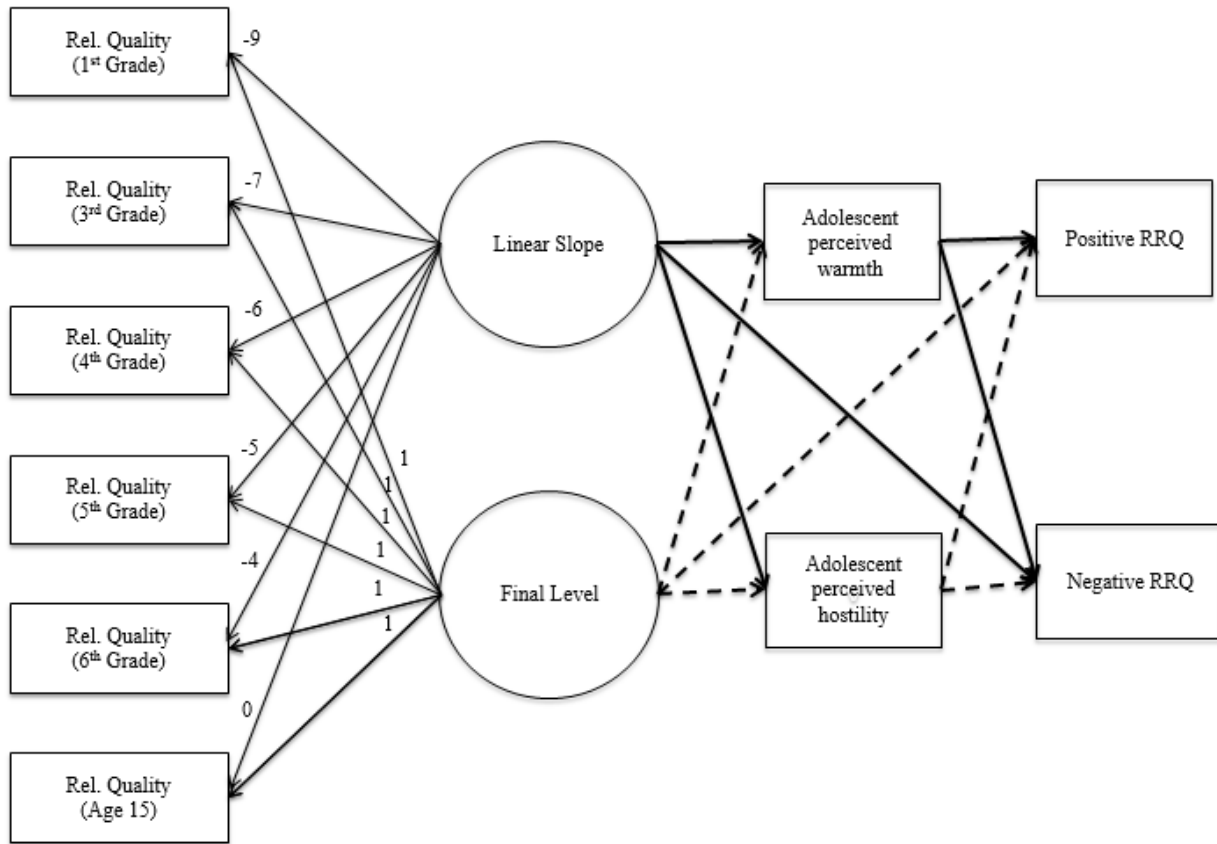 Rel. Quality
(1st Grade)
-9
Rel. Quality
(3rd Grade)
-7
Rel. Quality
(4th Grade)
-6
Rel. Quality
(5th Grade)
-5
Rel. Quality
(6th Grade)
-4
Rel. Quality
(Age 15)
0
1
1
1
1
1
1
Linear Slope
Final Level
Adolescent
perceived
warmth
Adolescent
perceived
hostility
Positive RRQ
Negative RRQ